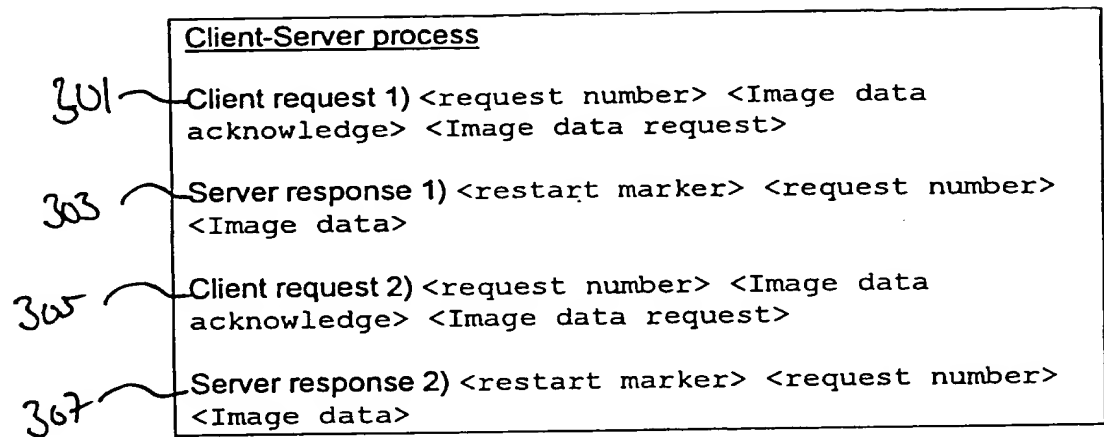 Client-Server process
301 Client request 1) <request number> <Image data
acknowledge> <Image data request>
303 Server response 1) <restart marker> <request number>
<Image data>
305 Client request 2) <request number> <Image data
acknowledge> <Image data request>
307 Server response 2) <restart marker> <request number>
<Image data>